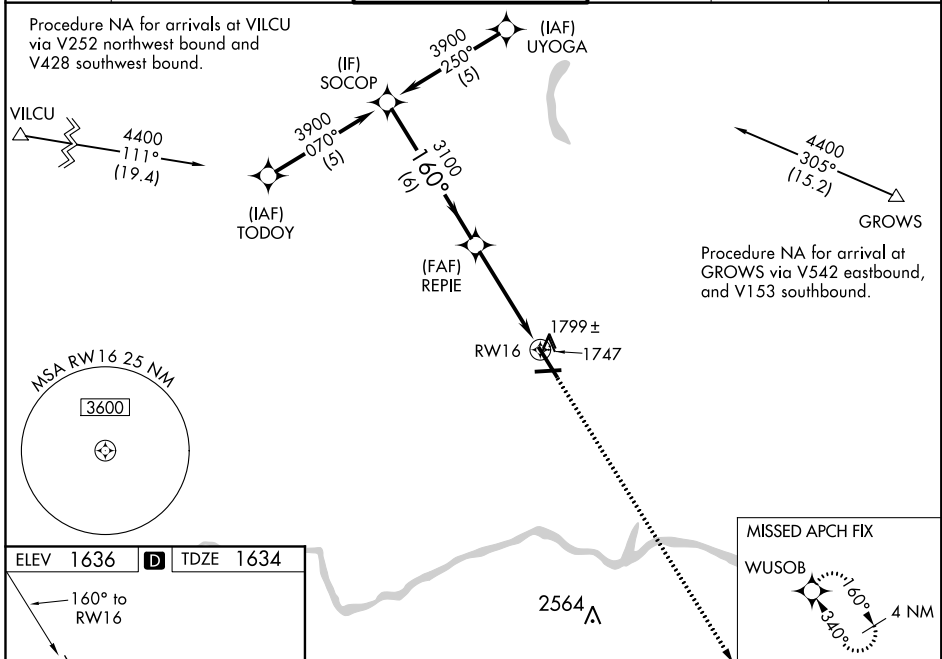 Procedure NA for arrivals at VILCU
via V252 northwest bound and
V428 southwest bound.
(IAF)
UYOGA
3900
250°
(5)
(IF)
SOCOP
VILCU
4400
111°
(19.4)
3900
070°
(5)
(IAF)
TODOY
3100
160°
(6)
4400
305°
(15.2)
GROWS
(FAF)
REPIE
Procedure NA for arrival at
GROWS via V542 eastbound,
and V153 southbound.
1799 ±
RW16
1747
MSA RW16 25 NM
3600
ELEV 1636 D TDZE 1634
160° to
RW16
2564
MISSED APCH FIX
WUSOB
160°
340°
4 NM